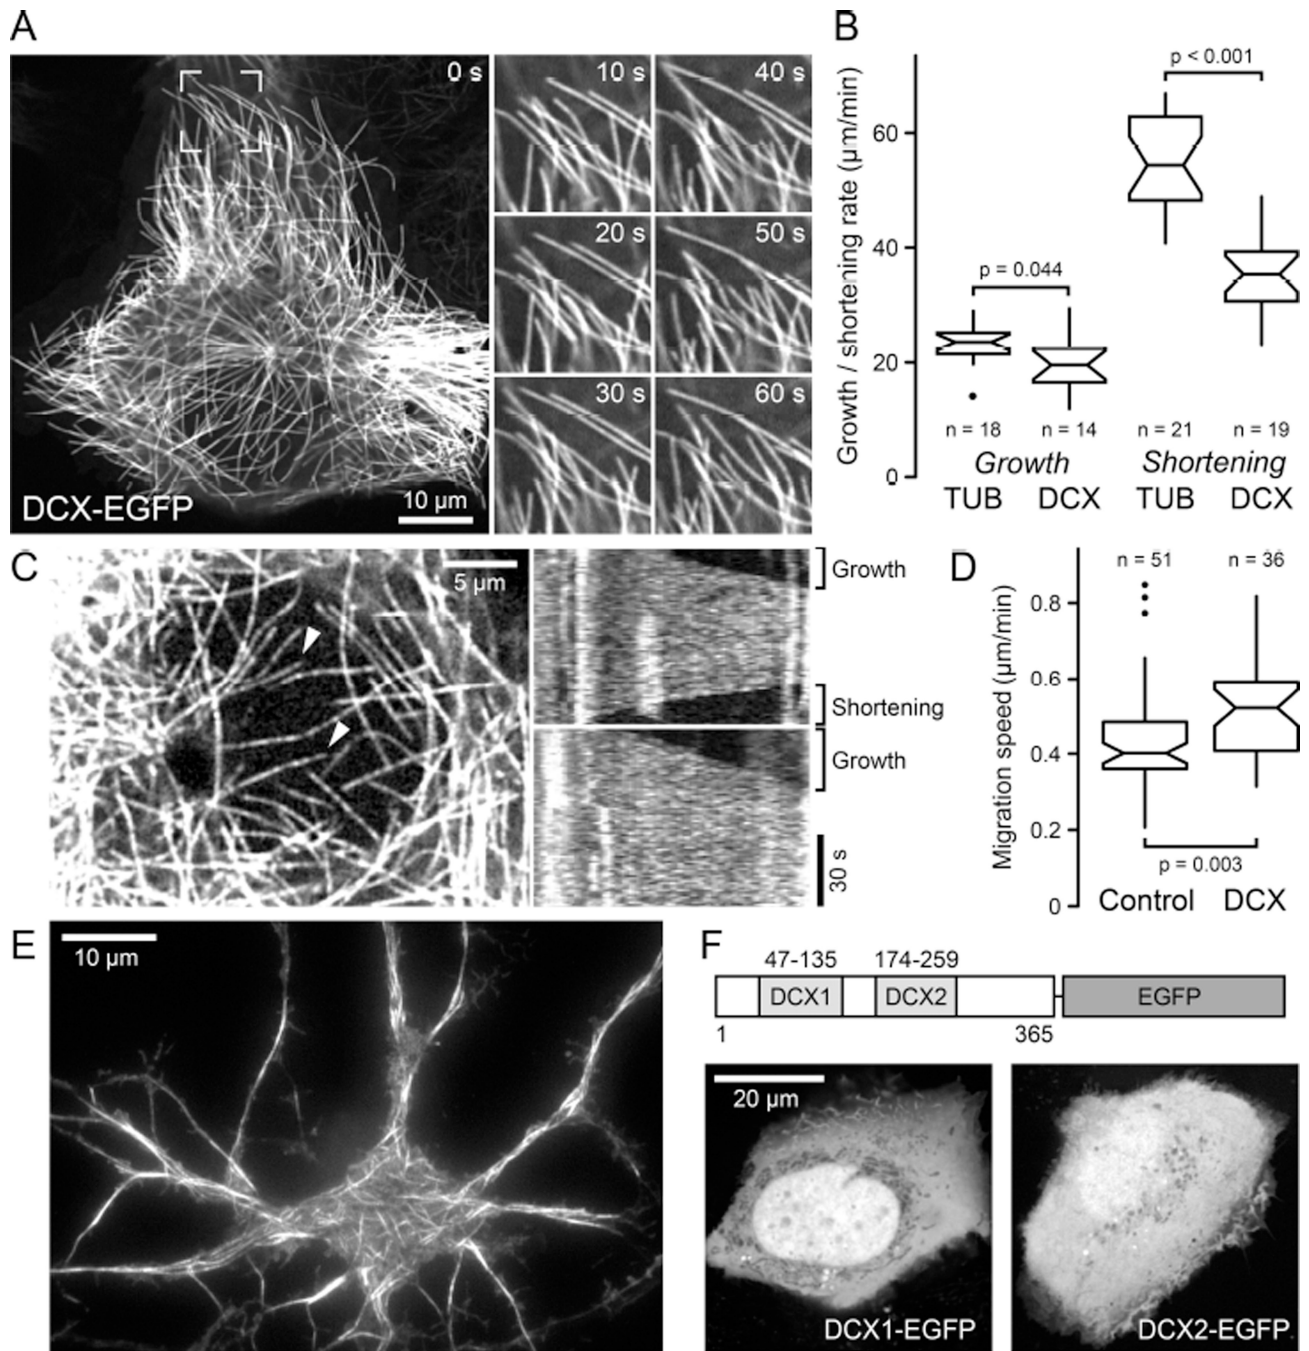 A
0 s
10 s
40 s
20 s
50 s
30 s
60 s
DCX-EGFP
10 µm
B
Growth / shortening rate (µm/min)
60
40
20
0
p < 0.001
p = 0.044
n = 18
n = 14
n = 21
n = 19
Growth
Shortening
TUB
DCX
TUB
DCX
C
5 µm
Growth
Shortening
Growth
30 s
D
Migration speed (µm/min)
0.8
0.6
0.4
0.2
0
n = 51
n = 36
p = 0.003
Control
DCX
E
10 µm
F
47-135
174-259
DCX1
DCX2
EGFP
1
365
20 µm
DCX1-EGFP
DCX2-EGFP